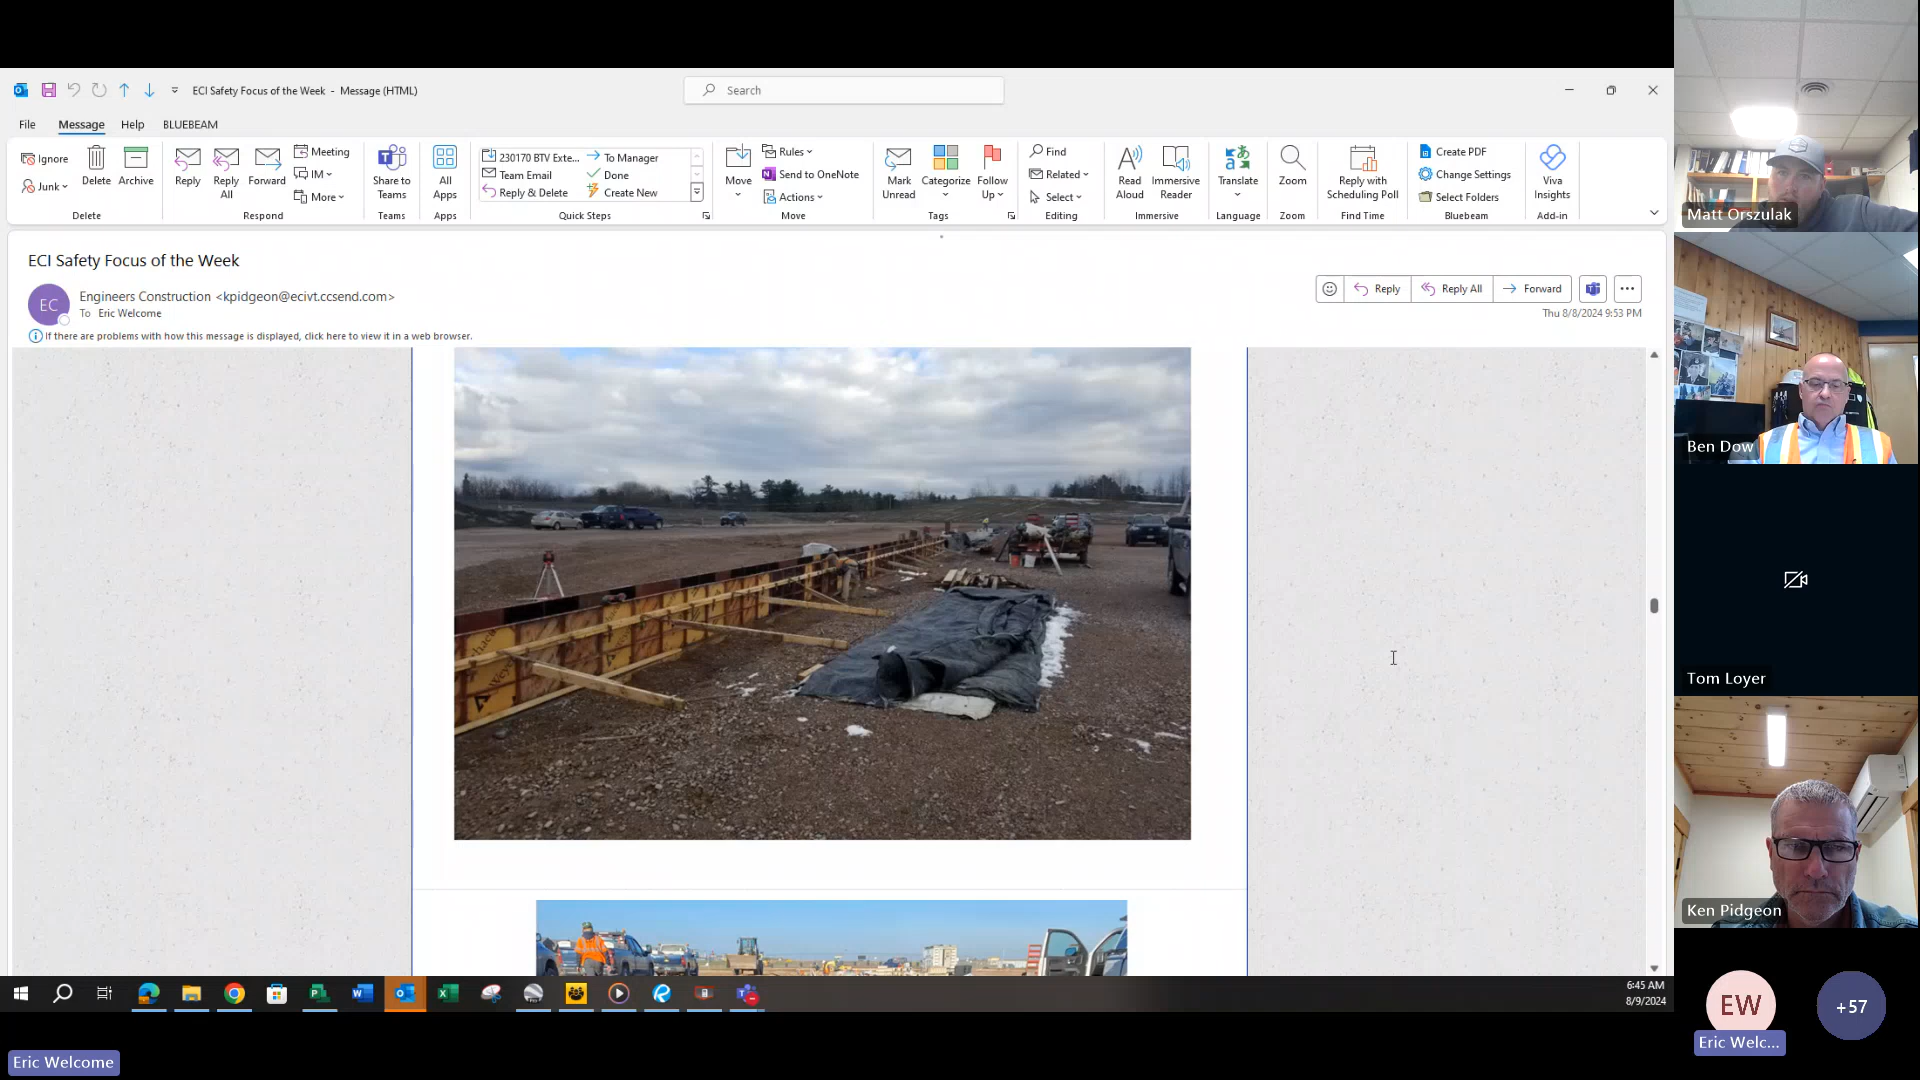 ECI Safety Focus of the Week - Message (HTML)
Search
File Message Help BLUEBEAM
Ignore
Junk
Delete
Archive
Delete
Reply
Reply All
Forward
Meeting
IM
More
Respond
Share to Teams
Teams
All Apps
Apps
230170 BTV Exte...
To Manager
Team Email
Done
Reply & Delete
Create New
Quick Steps
Move
Rules
Send to OneNote
Actions
Move
Mark Unread
Categorize
Follow Up
Tags
Find
Related
Select
Editing
Read Aloud
Immersive Reader
Immersive
Translate
Language
Zoom
Zoom
Reply with Scheduling Poll
Find Time
Create PDF
Change Settings
Select Folders
Bluebeam
Viva Insights
Add-in
ECI Safety Focus of the Week
EC
Engineers Construction <kpidgeon@ecivt.ccsend.com>
To Eric Welcome
Reply
Reply All
Forward
Thu 8/8/2024 9:53 PM
If there are problems with how this message is displayed, click here to view it in a web browser.
6:45 AM
8/9/2024
Eric Welcome
Matt Orszulak
Ben Dow
Tom Loyer
Ken Pidgeon
EW
Eric Welc...
+57